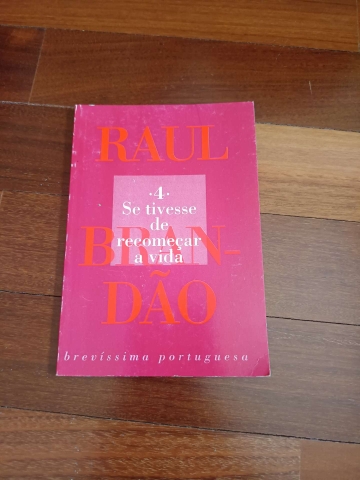 RAUL
·4·
Se tivesse
de
recomeçar
a vida
BRAN-
DÃO
brevíssima portuguesa